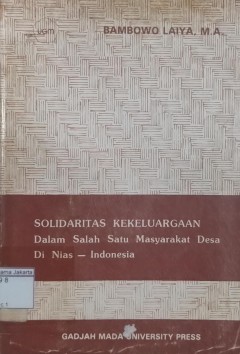 BAMBOWO LAIYA, M.A.
SOLIDARITAS KEKELUARGAAN
Dalam Salah Satu Masyarakat Desa
Di Nias — Indonesia
GADJAH MADA UNIVERSITY PRESS